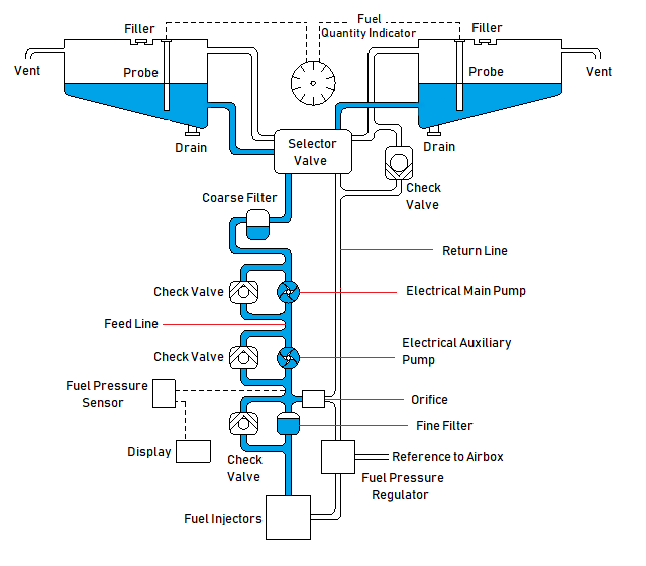 Filler
Fuel
Quantity Indicator
Filler
Vent
Probe
Probe
Vent
Drain
Selector
Valve
Drain
Coarse Filter
Check
Valve
Return Line
Check Valve
Electrical Main Pump
Feed Line
Check Valve
Electrical Auxiliary
Pump
Fuel Pressure
Sensor
Orifice
Fine Filter
Display
Check
Valve
Reference to Airbox
Fuel Pressure
Regulator
Fuel Injectors